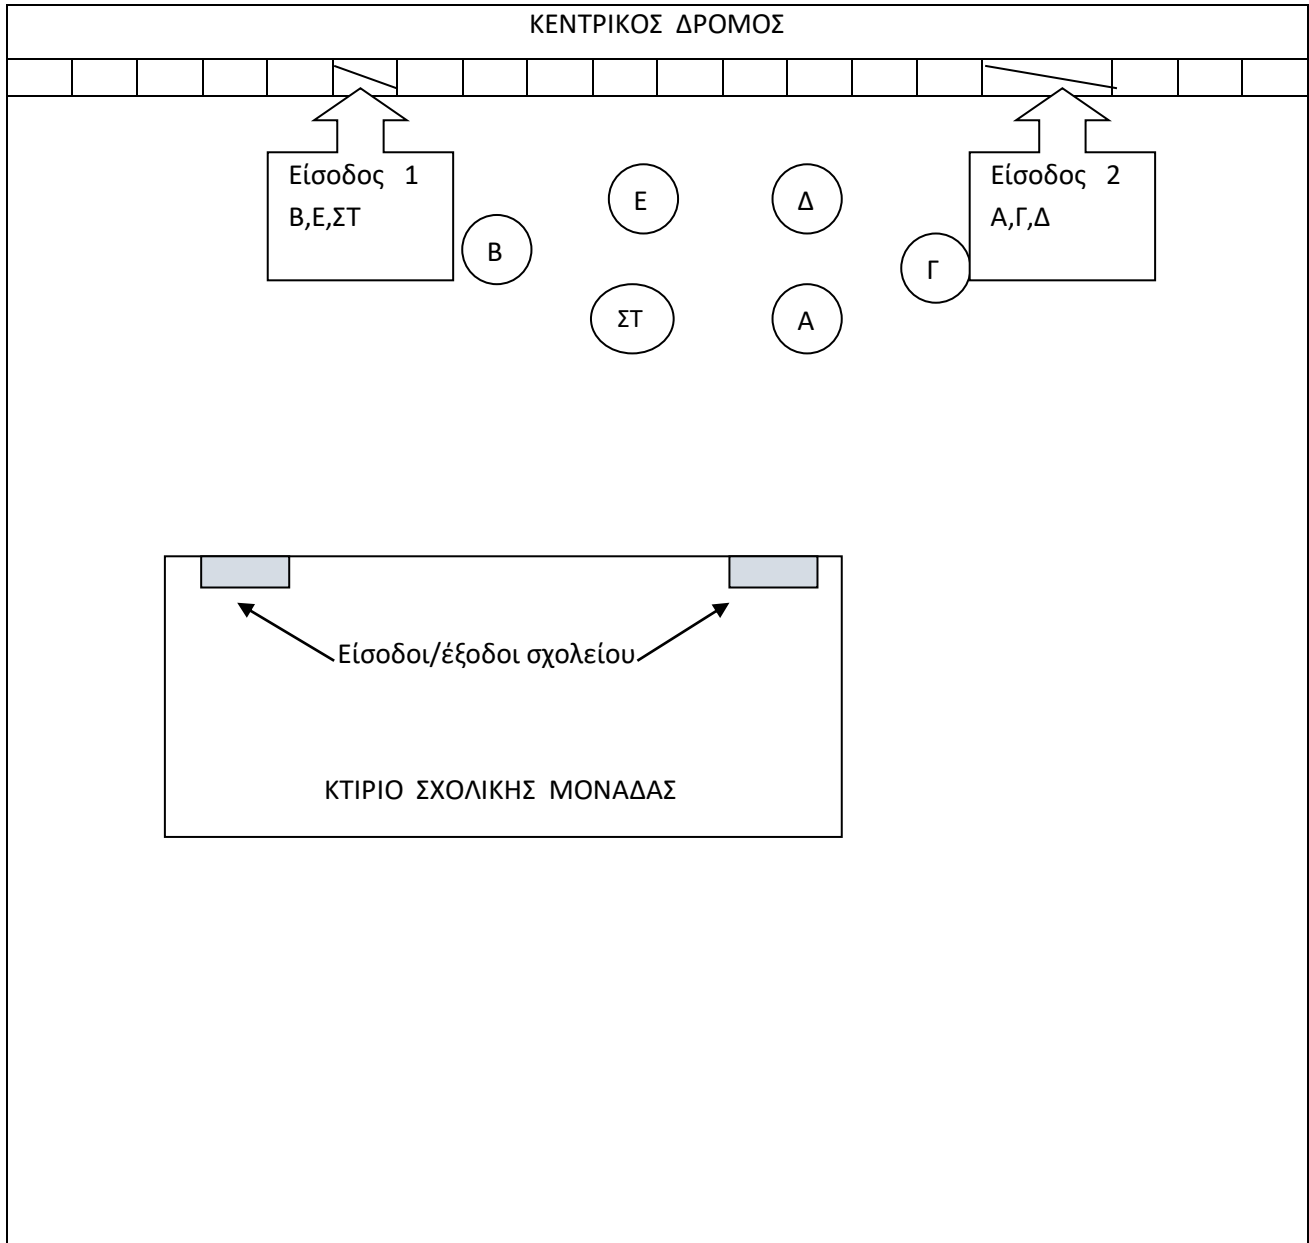 ΚΕΝΤΡΙΚΟΣ ΔΡΟΜΟΣ
Είσοδος 1
Β,Ε,ΣΤ
Είσοδος 2
Α,Γ,Δ
Ε
Δ
Β
Γ
ΣΤ
Α
Είσοδοι/έξοδοι σχολείου
ΚΤΙΡΙΟ ΣΧΟΛΙΚΗΣ ΜΟΝΑΔΑΣ